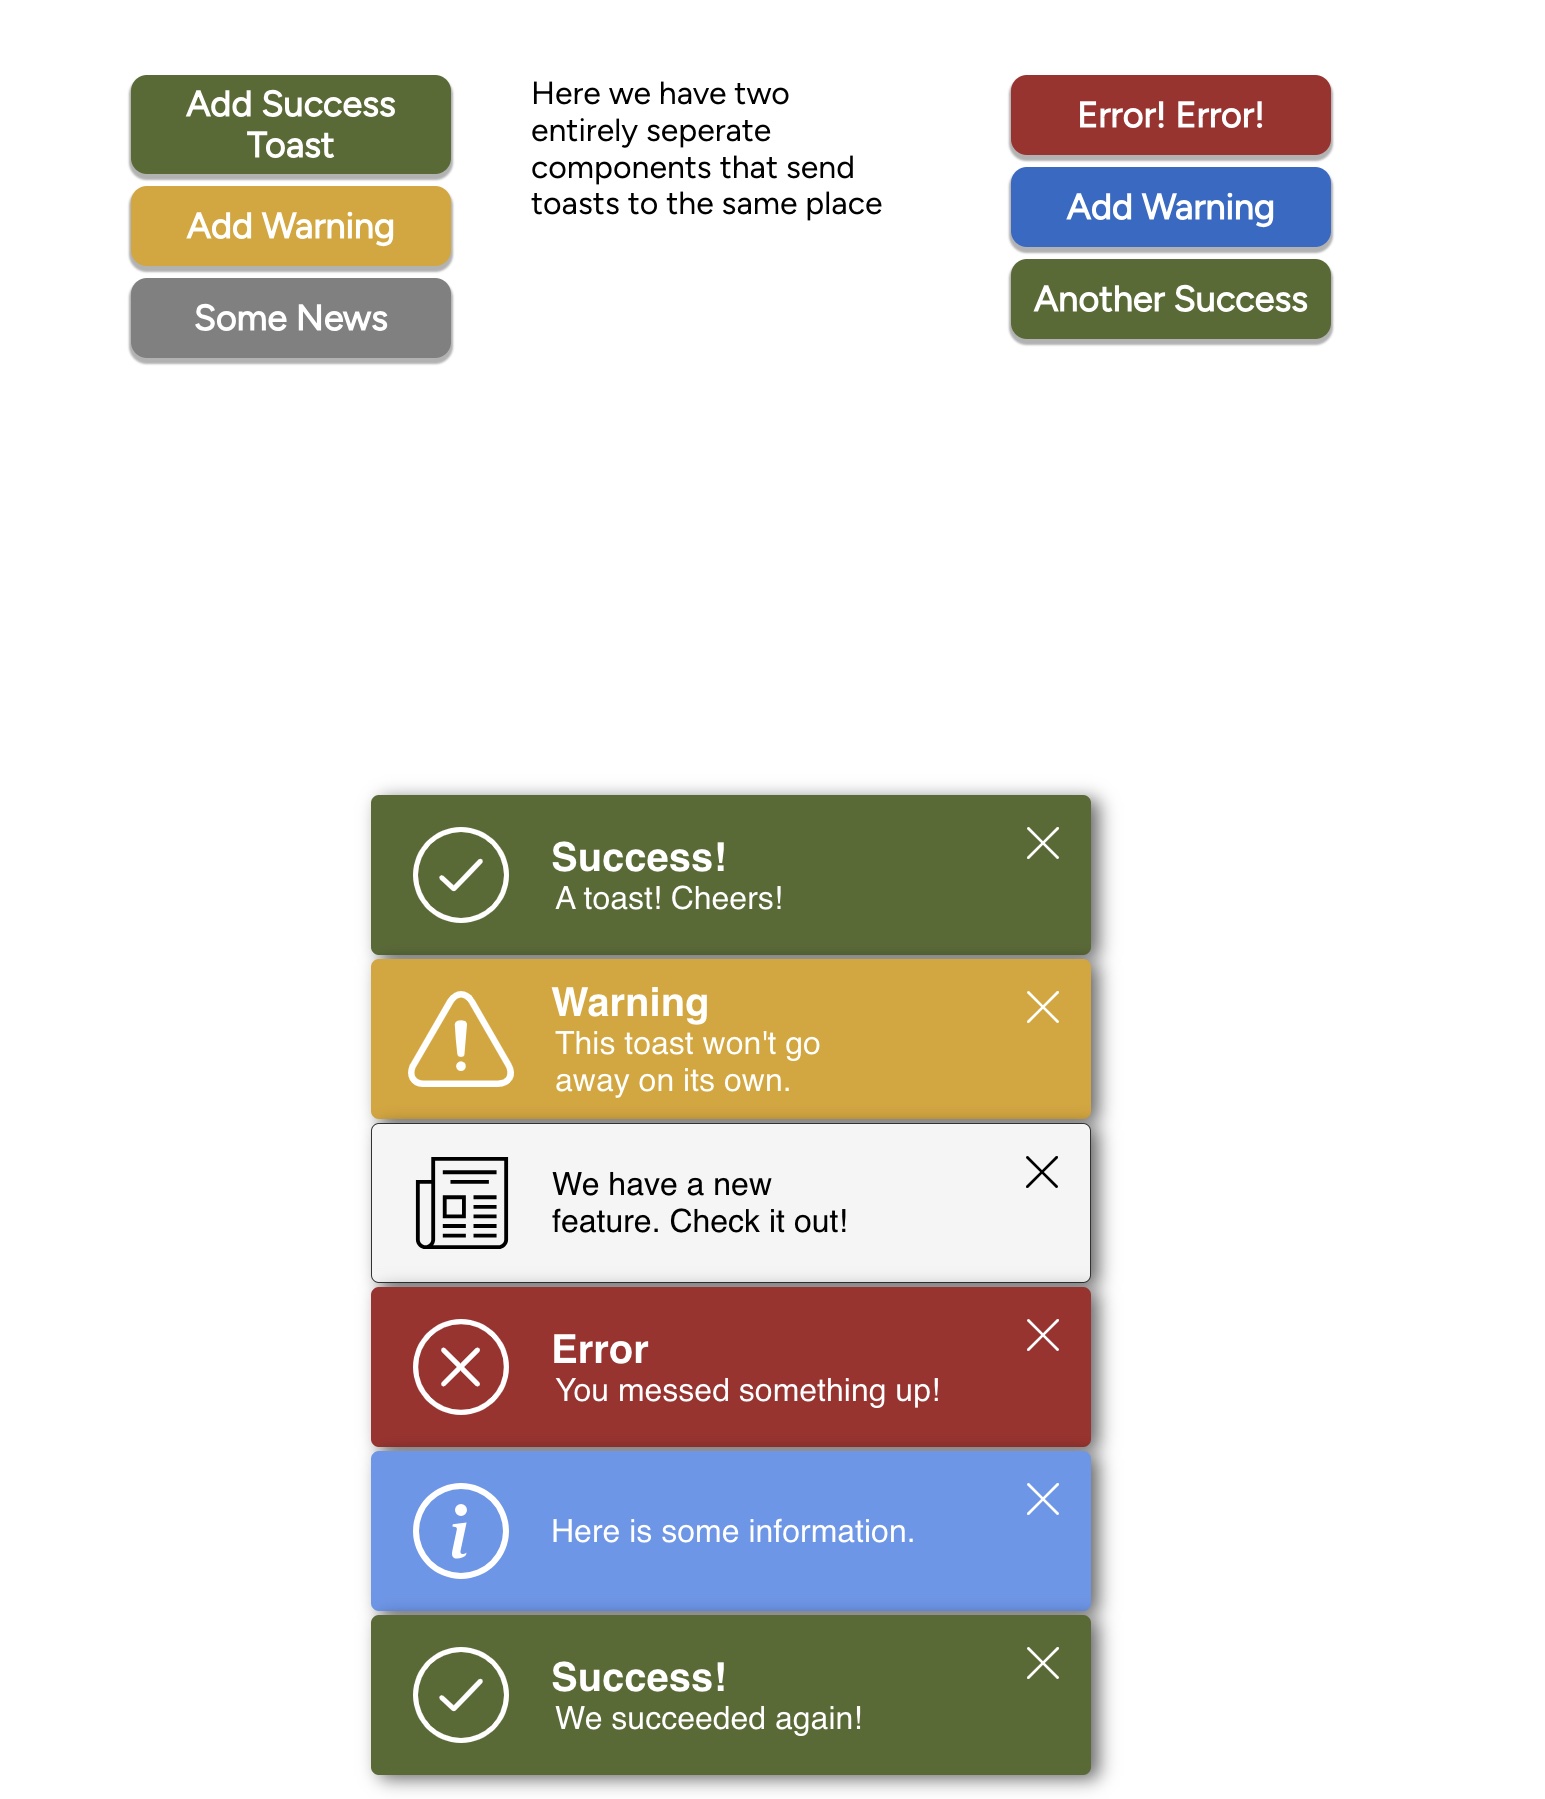 Add Success
Toast
Add Warning
Some News
Here we have two
entirely seperate
components that send
toasts to the same place
Error! Error!
Add Warning
Another Success
Success!
A toast! Cheers!
Warning
This toast won't go
away on its own.
We have a new
feature. Check it out!
Error
You messed something up!
Here is some information.
Success!
We succeeded again!